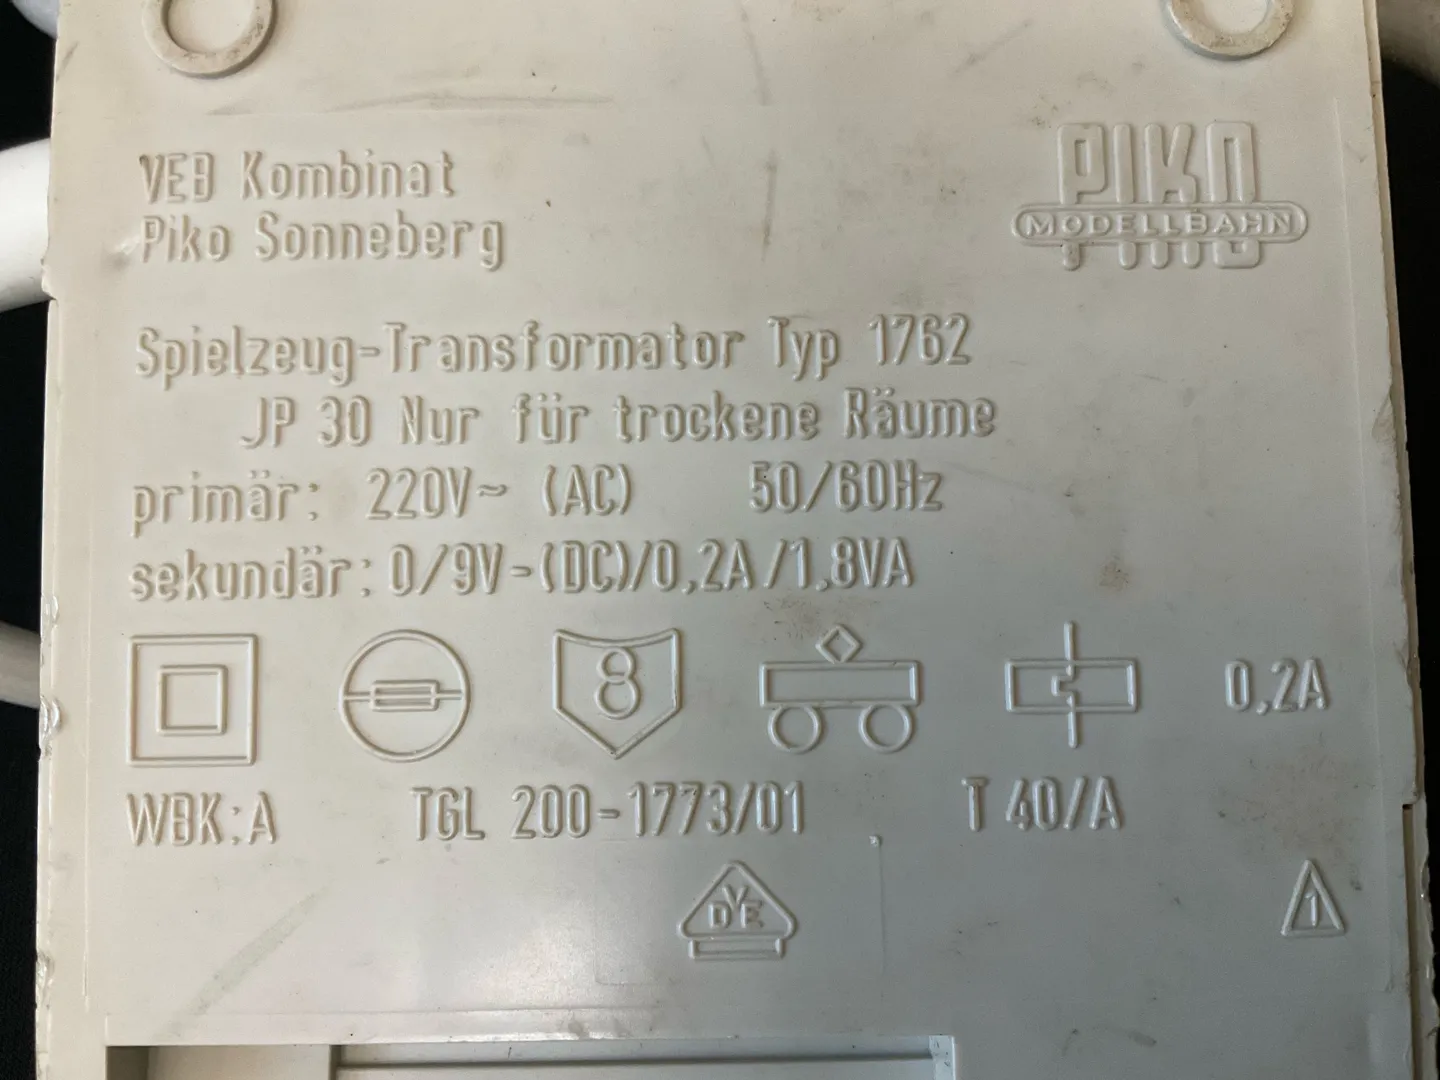 VEB Kombinat
Piko Sonneberg
PIKO
MODELLBAHN
Spielzeug-Transformator Typ 1762
JP 30 Nur für trockene Räume
primär: 220V~ (AC) 50/60Hz
sekundär: 0/9V-(DC)/0,2A/1,8VA
8
0,2A
WBK:A TGL 200-1773/01 T 40/A
VDE
1